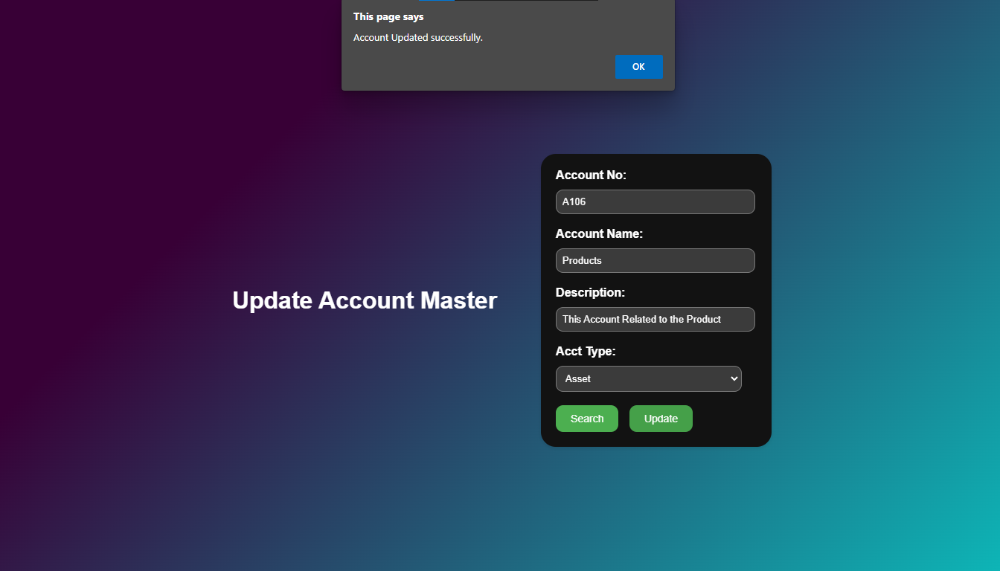 This page says
Account Updated successfully.
OK
Update Account Master
Account No:
A106
Account Name:
Products
Description:
This Account Related to the Product
Acct Type:
Asset
Search
Update